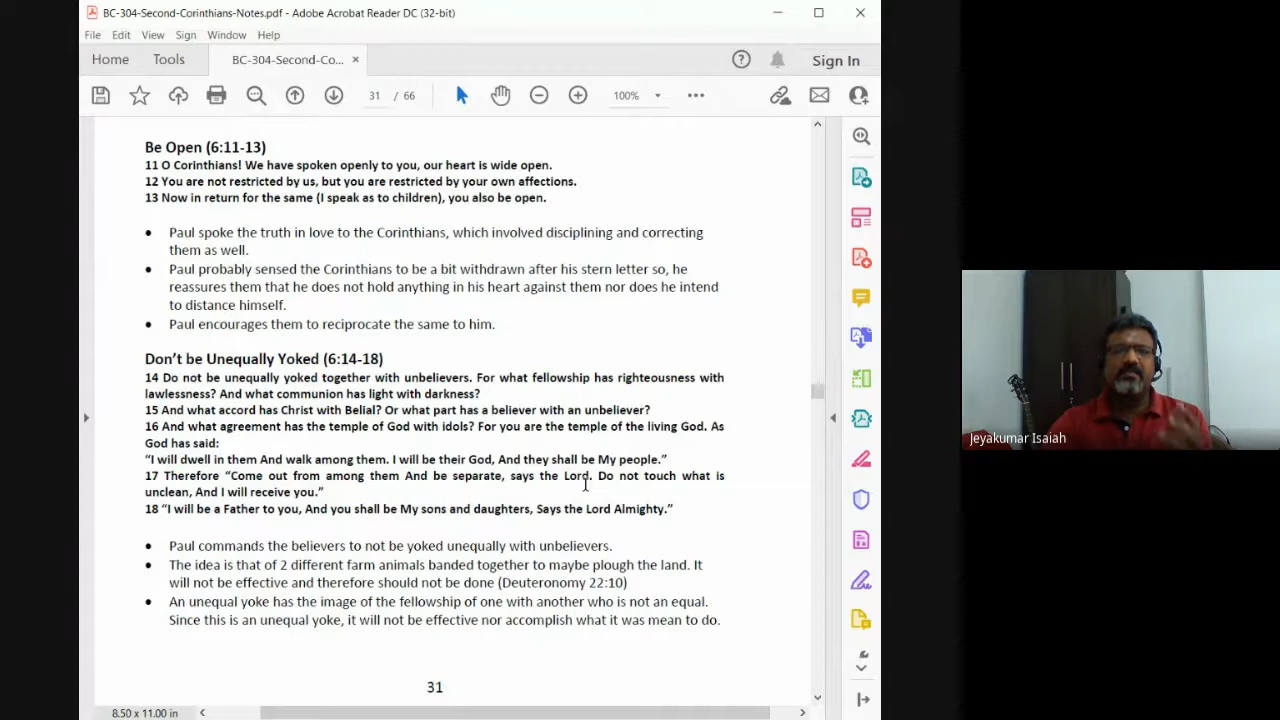 BC-304-Second-Corinthians-Notes.pdf - Adobe Acrobat Reader DC (32-bit)
File Edit View Sign Window Help
Home Tools BC-304-Second-Co... × Sign In
31 / 66 100%
Be Open (6:11-13)
11 O Corinthians! We have spoken openly to you, our heart is wide open.
12 You are not restricted by us, but you are restricted by your own affections.
13 Now in return for the same (I speak as to children), you also be open.
• Paul spoke the truth in love to the Corinthians, which involved disciplining and correcting
them as well.
• Paul probably sensed the Corinthians to be a bit withdrawn after his stern letter so, he
reassures them that he does not hold anything in his heart against them nor does he intend
to distance himself.
• Paul encourages them to reciprocate the same to him.
Don’t be Unequally Yoked (6:14-18)
14 Do not be unequally yoked together with unbelievers. For what fellowship has righteousness with
lawlessness? And what communion has light with darkness?
15 And what accord has Christ with Belial? Or what part has a believer with an unbeliever?
16 And what agreement has the temple of God with idols? For you are the temple of the living God. As
God has said:
“I will dwell in them And walk among them. I will be their God, And they shall be My people.”
17 Therefore “Come out from among them And be separate, says the Lord. Do not touch what is
unclean, And I will receive you.”
18 “I will be a Father to you, And you shall be My sons and daughters, Says the Lord Almighty.”
• Paul commands the believers to not be yoked unequally with unbelievers.
• The idea is that of 2 different farm animals banded together to maybe plough the land. It
will not be effective and therefore should not be done (Deuteronomy 22:10)
• An unequal yoke has the image of the fellowship of one with another who is not an equal.
Since this is an unequal yoke, it will not be effective nor accomplish what it was mean to do.
31
8.50 x 11.00 in
Jeyakumar Isaiah